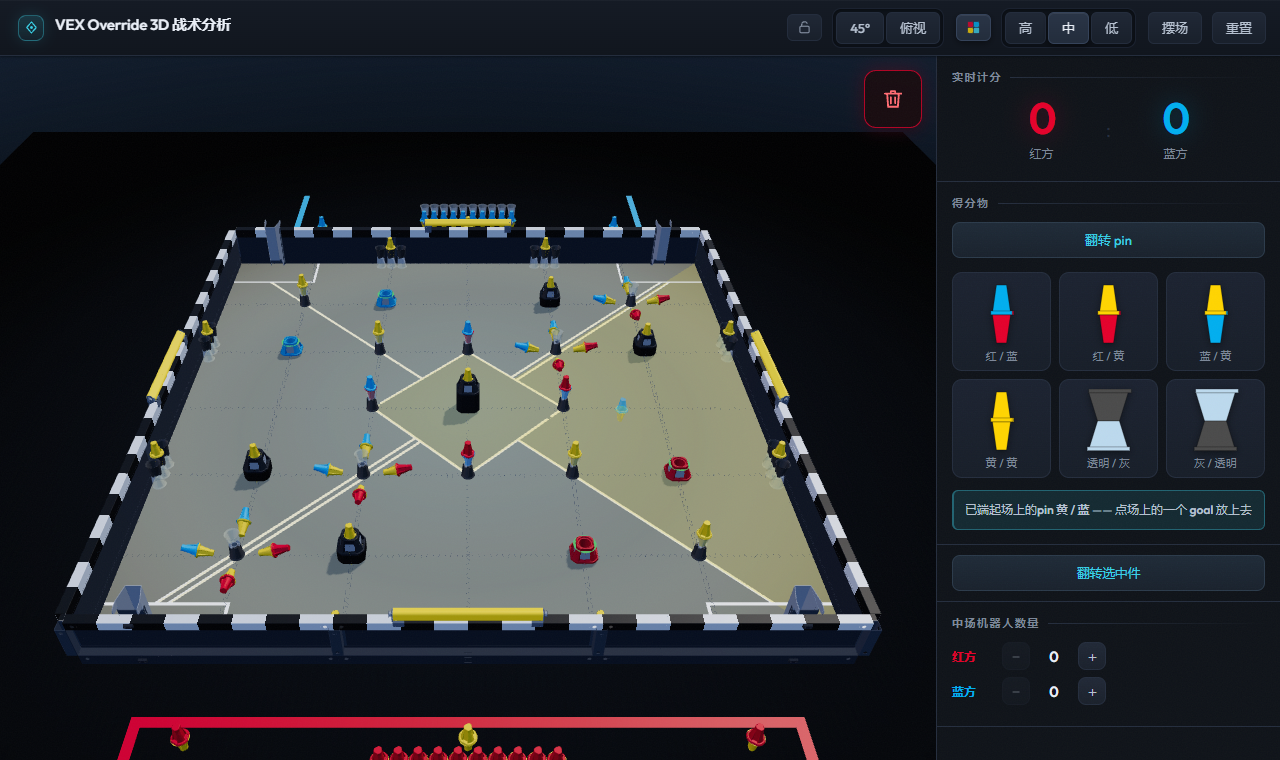 VEX Override 3D 战术分析
45°
俯视
高
中
低
摆场
重置
实时计分
0
:
0
红方
蓝方
得分物
翻转 pin
红 / 蓝
红 / 黄
蓝 / 黄
黄 / 黄
透明 / 灰
灰 / 透明
已端起场上的pin 黄 / 蓝 —— 点场上的一个 goal 放上去
翻转选中件
中场机器人数量
红方
−
0
+
蓝方
−
0
+